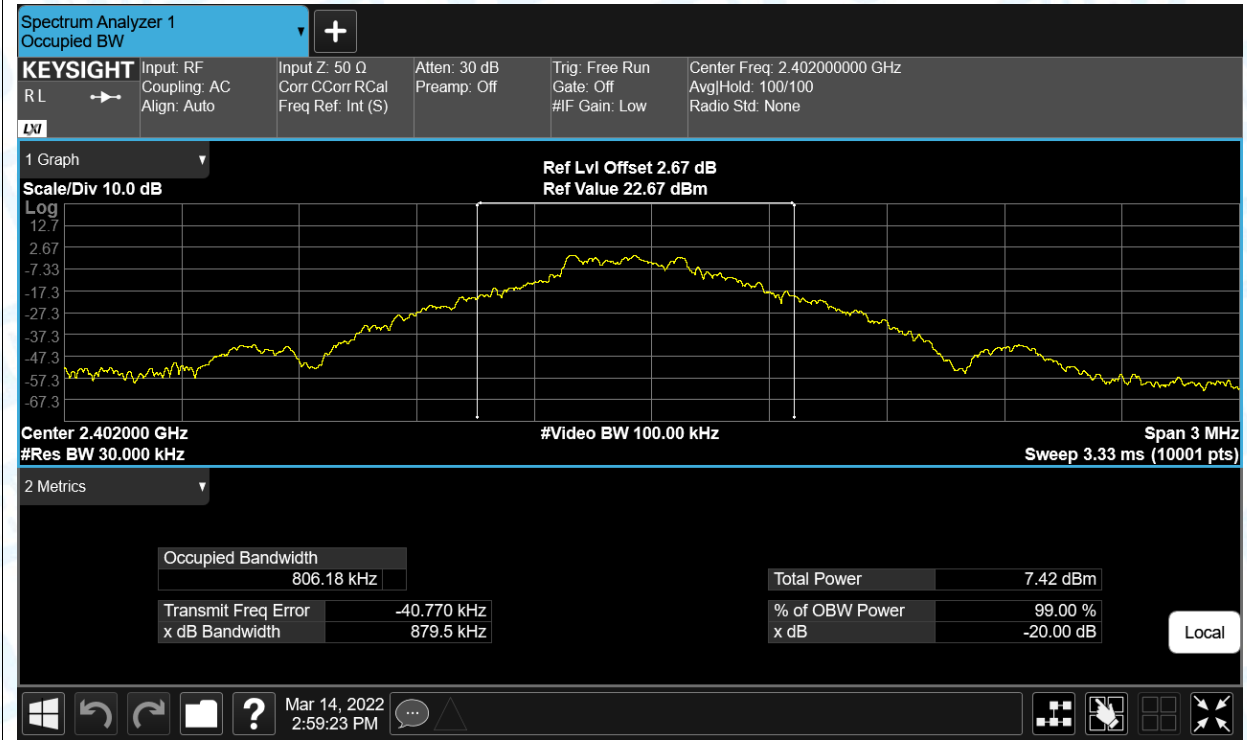 Spectrum Analyzer 1
Occupied BW
KEYSIGHT
R L
LXI
Input: RF
Coupling: AC
Align: Auto
Input Z: 50 Ω
Corr CCorr RCal
Freq Ref: Int (S)
Atten: 30 dB
Preamp: Off
Trig: Free Run
Gate: Off
#IF Gain: Low
Center Freq: 2.402000000 GHz
Avg|Hold: 100/100
Radio Std: None
1 Graph
Scale/Div 10.0 dB
Ref Lvl Offset 2.67 dB
Ref Value 22.67 dBm
Log
12.7
2.67
-7.33
-17.3
-27.3
-37.3
-47.3
-57.3
-67.3
Center 2.402000 GHz
#Res BW 30.000 kHz
#Video BW 100.00 kHz
Span 3 MHz
Sweep 3.33 ms (10001 pts)
2 Metrics
Occupied Bandwidth
806.18 kHz
Transmit Freq Error -40.770 kHz
x dB Bandwidth 879.5 kHz
Total Power 7.42 dBm
% of OBW Power 99.00 %
x dB -20.00 dB
Local
?
Mar 14, 2022
2:59:23 PM